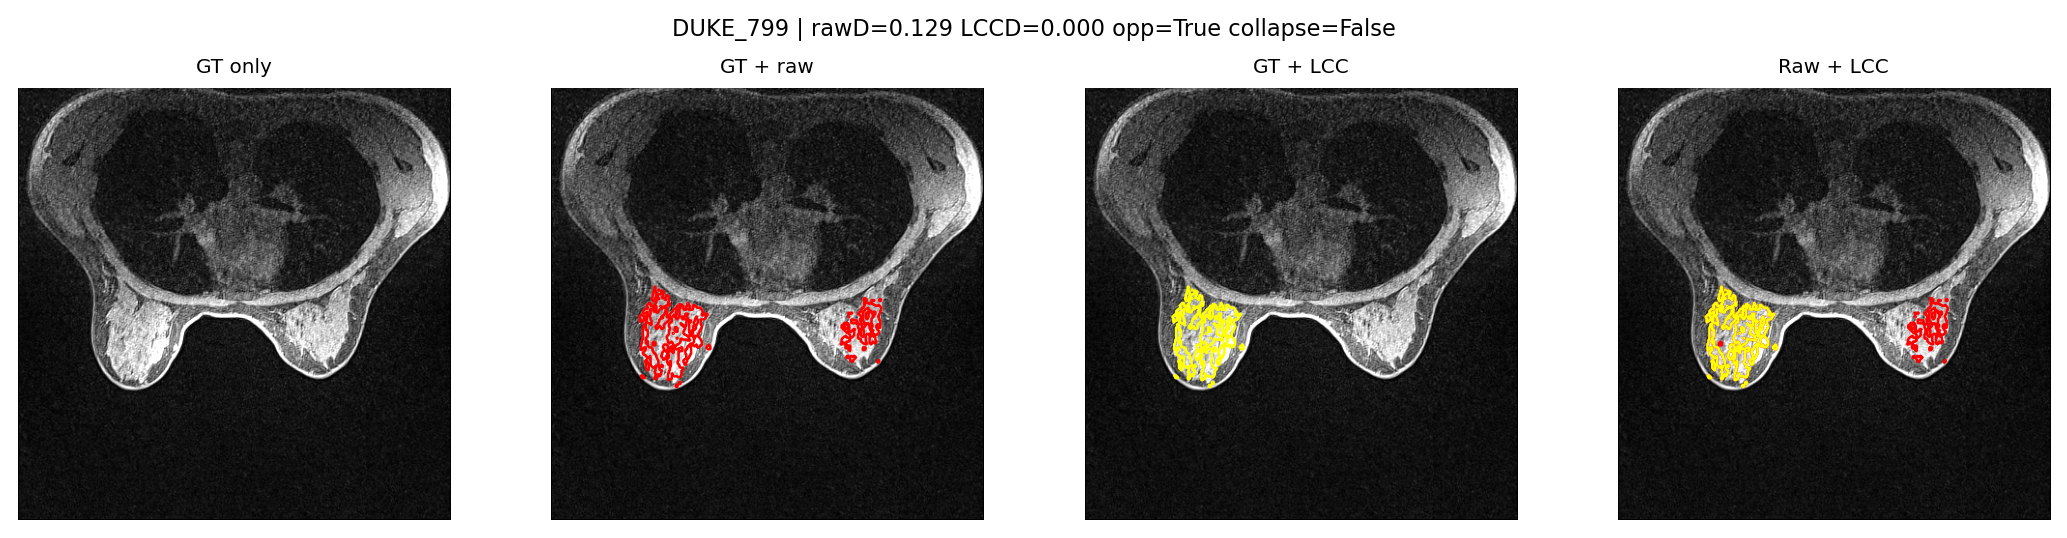 DUKE_799 | rawD=0.129 LCCD=0.000 opp=True collapse=False
GT only
GT + raw
GT + LCC
Raw + LCC